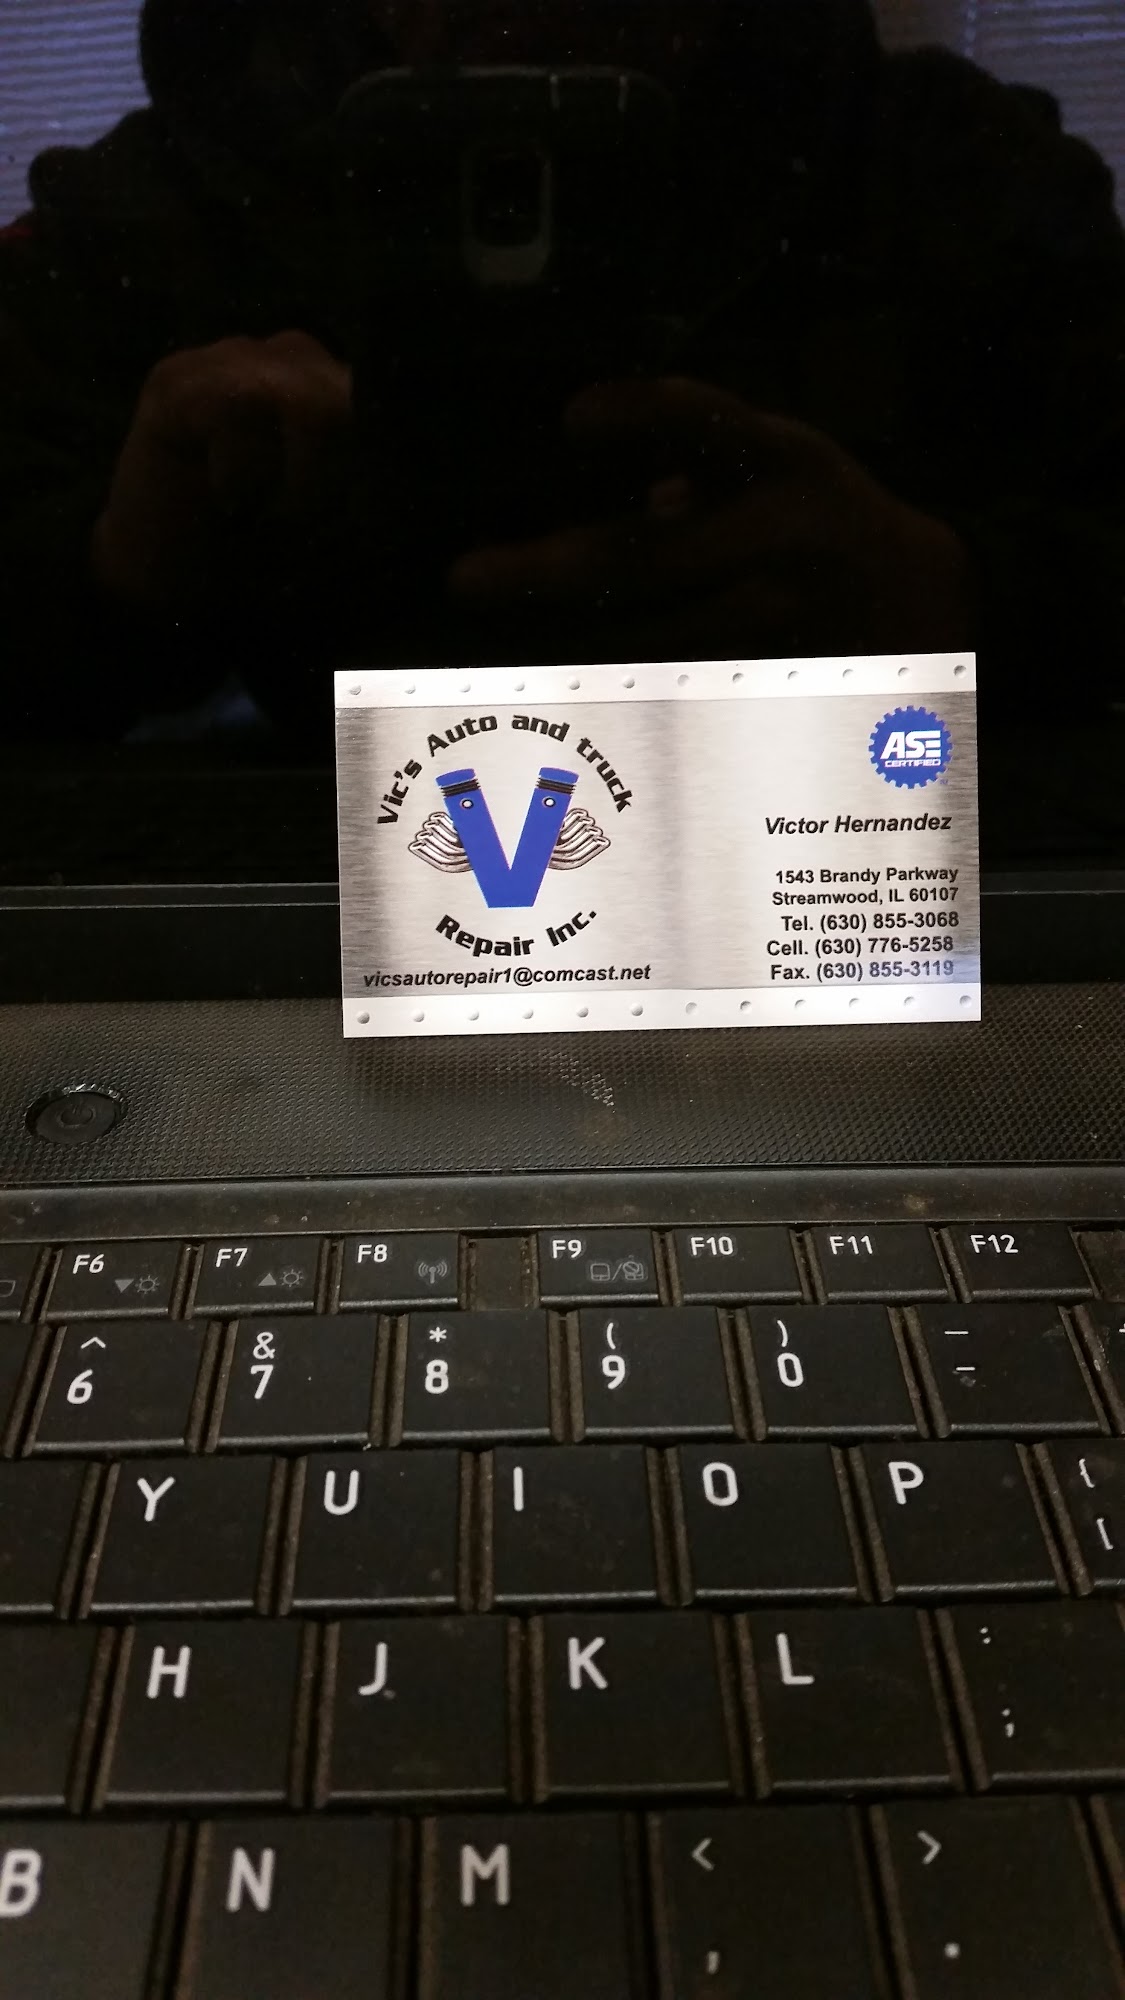 Vic's Auto and truck
V
Repair Inc.
vicsautorepair1@comcast.net
ASE
CERTIFIED
Victor Hernandez
1543 Brandy Parkway
Streamwood, IL 60107
Tel. (630) 855-3068
Cell. (630) 776-5258
Fax. (630) 855-3119
F6 F7 F8 F9 F10 F11 F12
^ & * ( ) _
6 7 8 9 0 -
Y U I O P {
[
H J K L :
;
B N M < >
, .